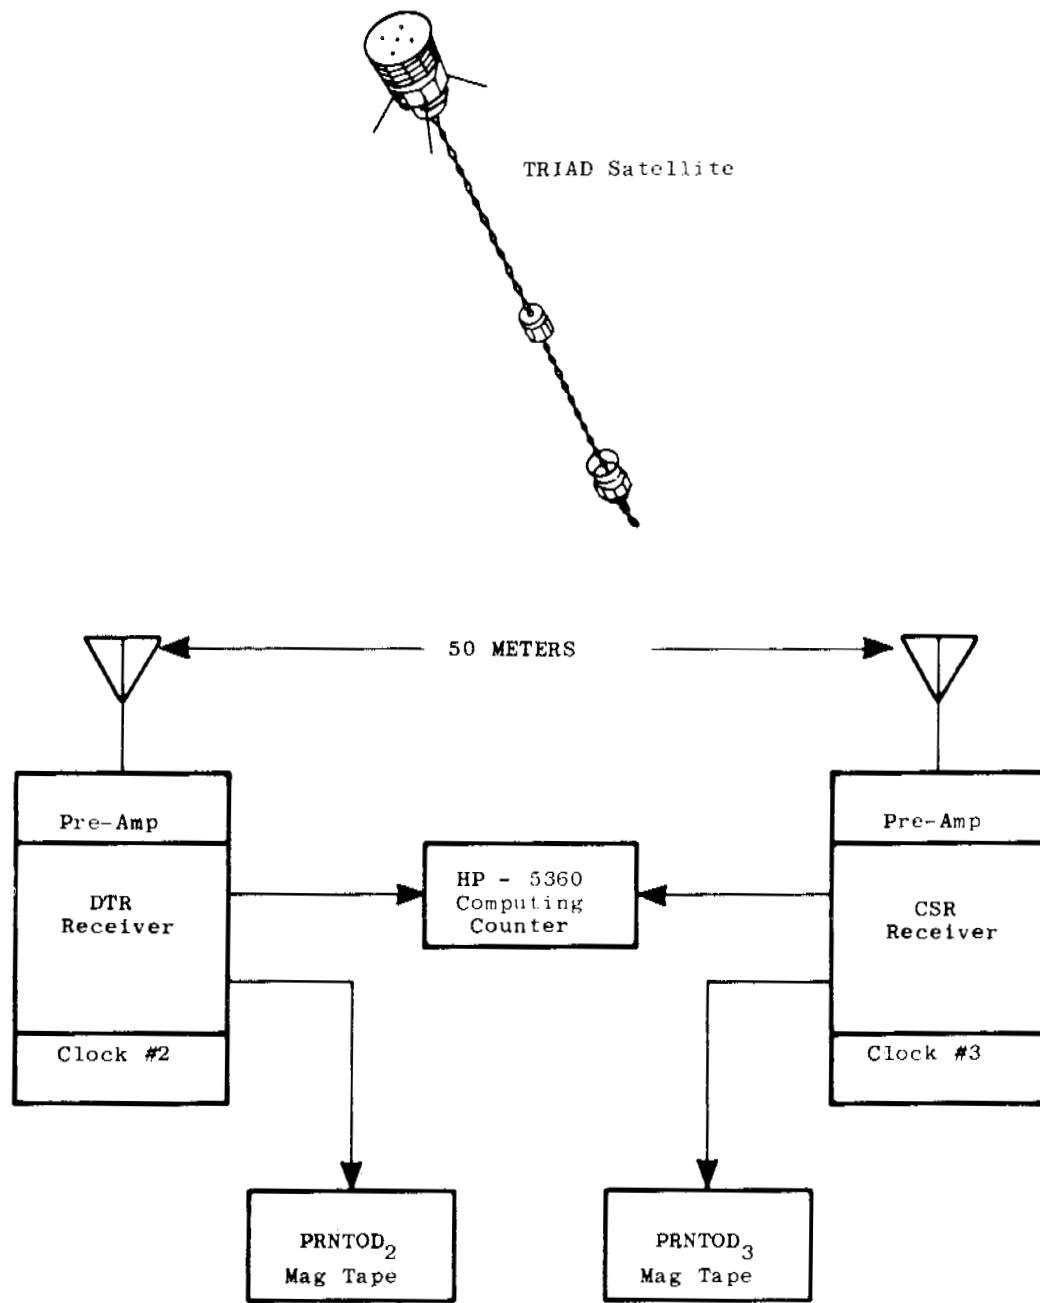 TRIAD Satellite
50 METERS
Pre-Amp
DTR
Receiver
Clock #2
HP - 5360
Computing
Counter
Pre-Amp
CSR
Receiver
Clock #3
PRNTOD2
Mag Tape
PRNTOD3
Mag Tape